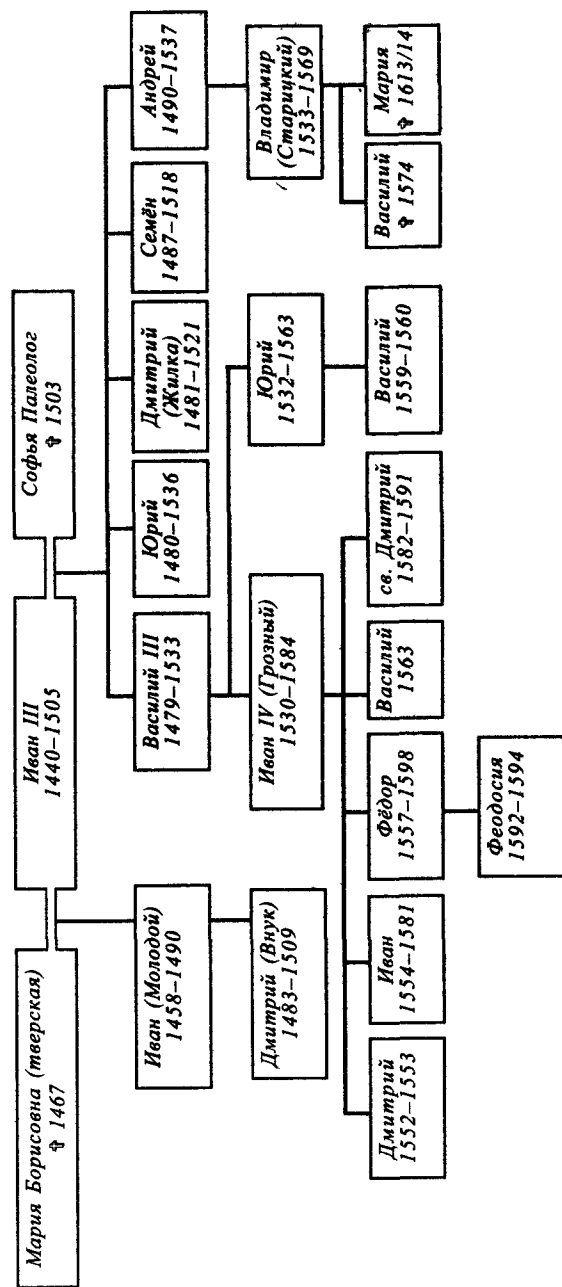 Мария Борисовна (тверская)
✞ 1467
Иван III
1440–1505
Софья Палеолог
✞ 1503
Иван (Молодой)
1458–1490
Василий III
1479–1533
Юрий
1480–1536
Дмитрий
(Жилка)
1481–1521
Семён
1487–1518
Андрей
1490–1537
Дмитрий (Внук)
1483–1509
Иван IV (Грозный)
1530–1584
Юрий
1532–1563
Владимир
(Старицкий)
1533–1569
Дмитрий
1552–1553
Иван
1554–1581
Фёдор
1557–1598
Василий
1563
св. Дмитрий
1582–1591
Василий
1559–1560
Василий
✞ 1574
Мария
✞ 1613/14
Феодосия
1592–1594